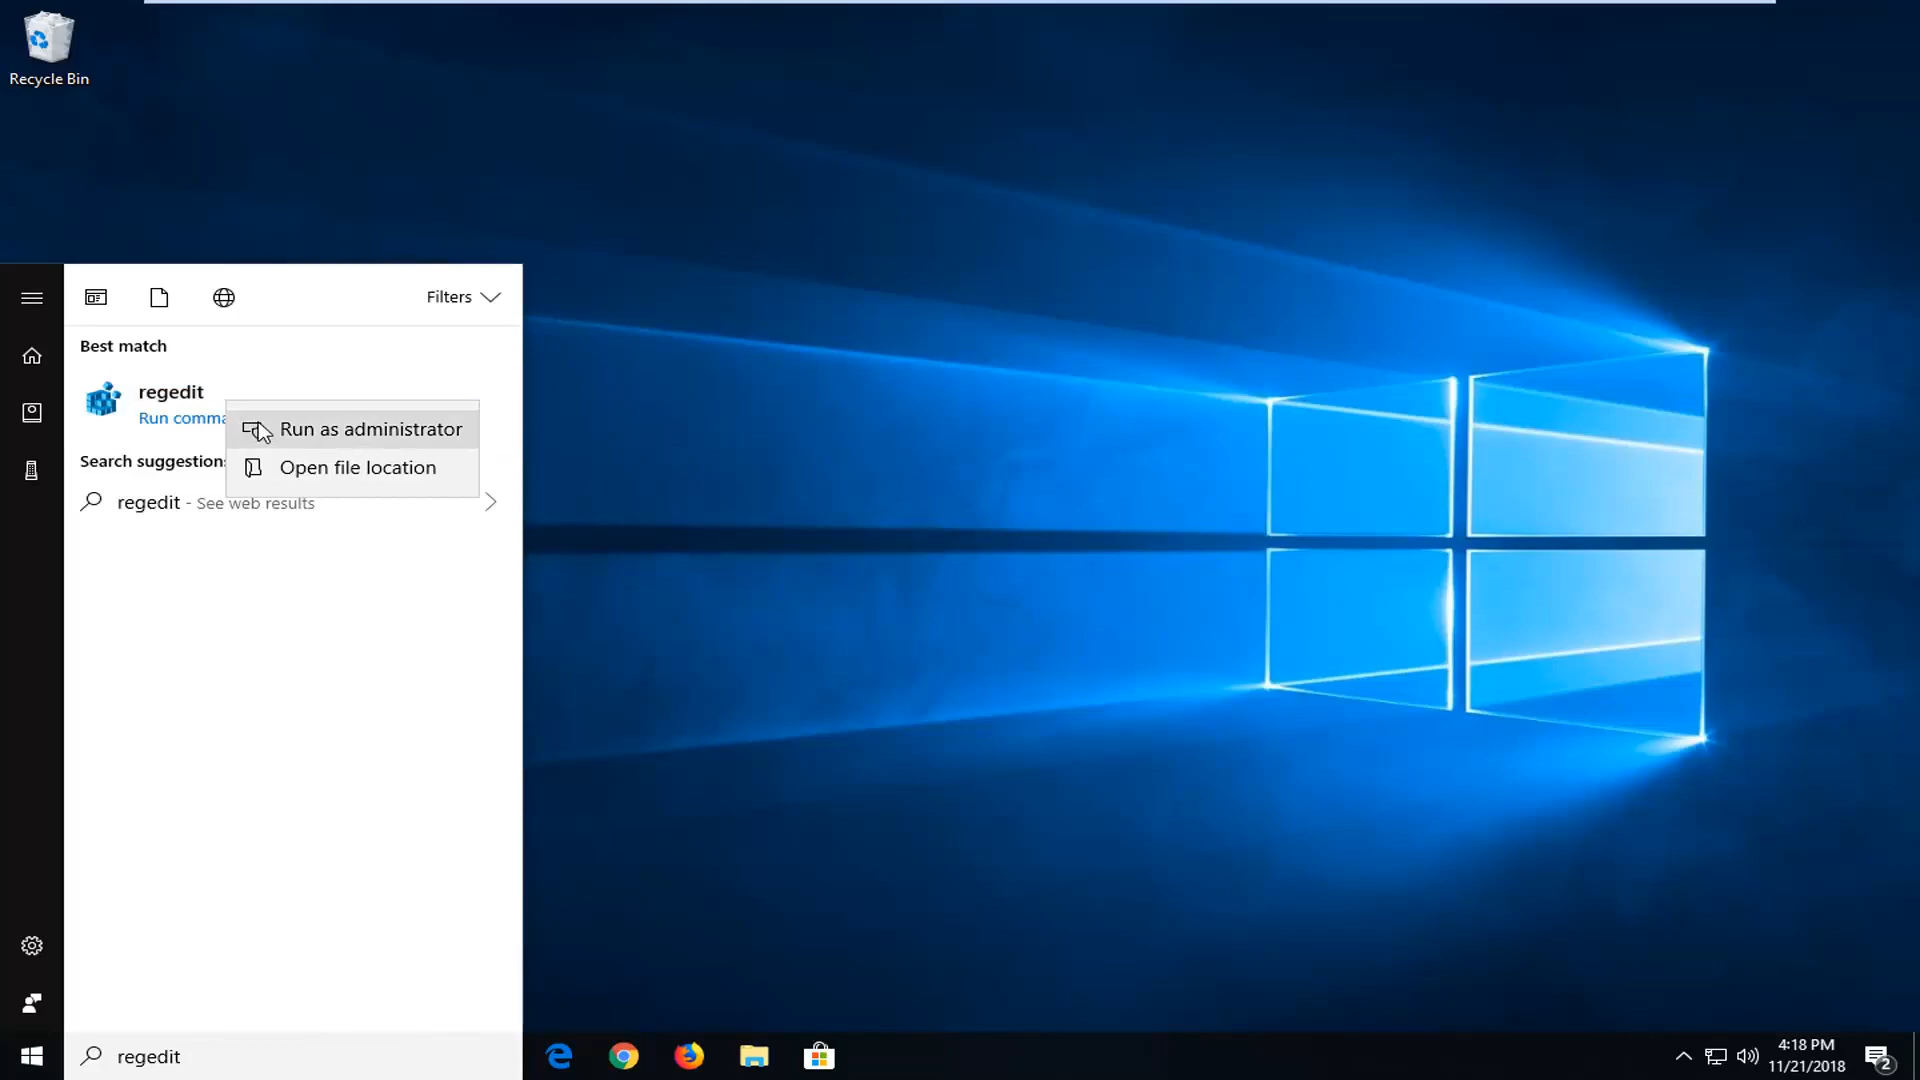 Recycle Bin
Filters
Best match
regedit
Run comma
Run as administrator
Search suggestion
Open file location
regedit - See web results
regedit
4:18 PM
11/21/2018
2